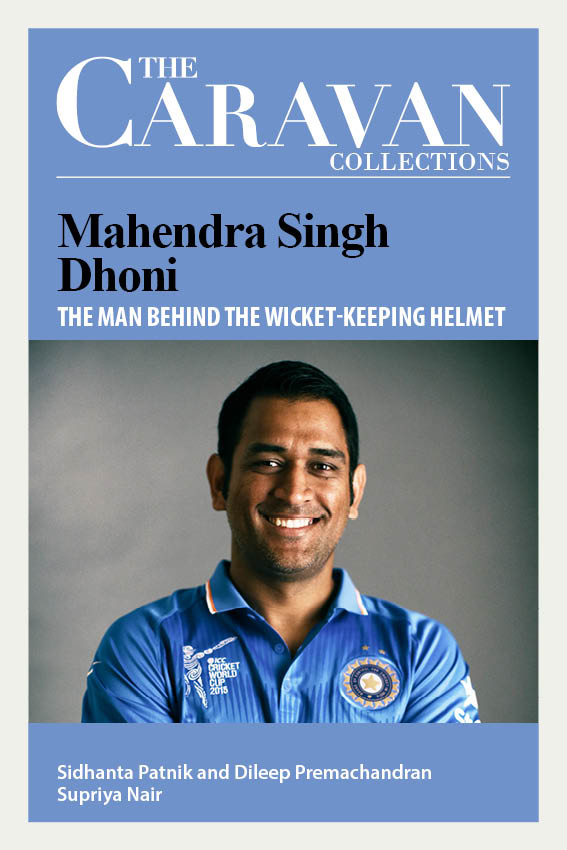 THE
CARAVAN
COLLECTIONS
Mahendra Singh
Dhoni
THE MAN BEHIND THE WICKET-KEEPING HELMET
ICC
CRICKET
WORLD
CUP
2015
Sidhanta Patnik and Dileep Premachandran
Supriya Nair